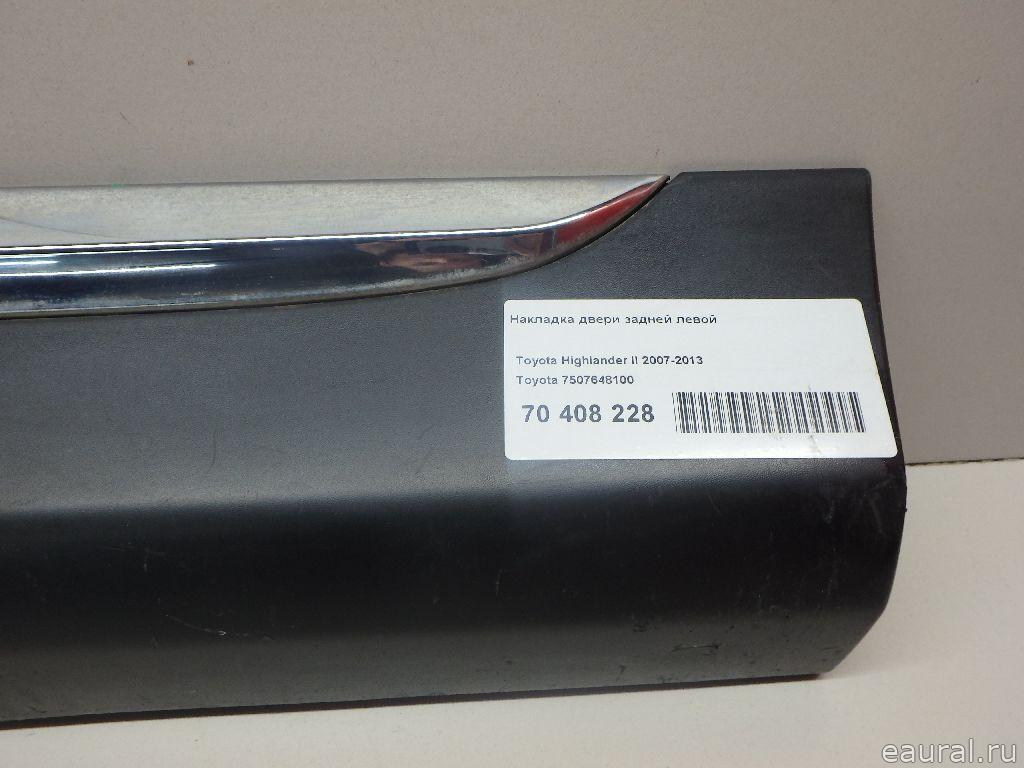 Накладка двери задней левой
Toyota Highlander II 2007-2013
Toyota 7507648100
70 408 228
eaural.ru